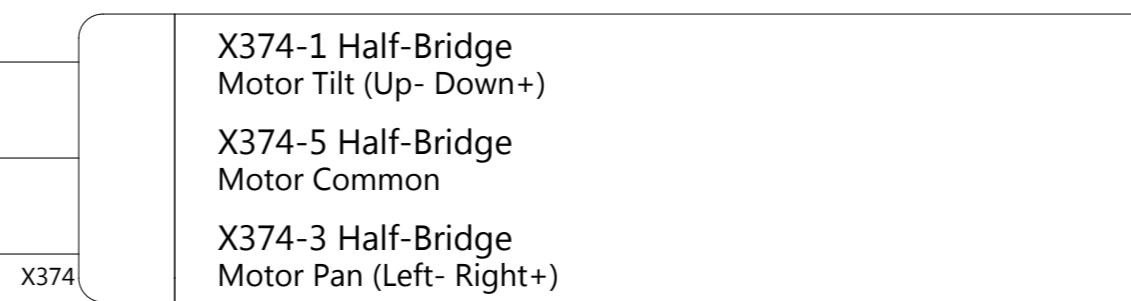 X374-1 Half-Bridge
Motor Tilt (Up- Down+)
X374-5 Half-Bridge
Motor Common
X374-3 Half-Bridge
Motor Pan (Left- Right+)
X374